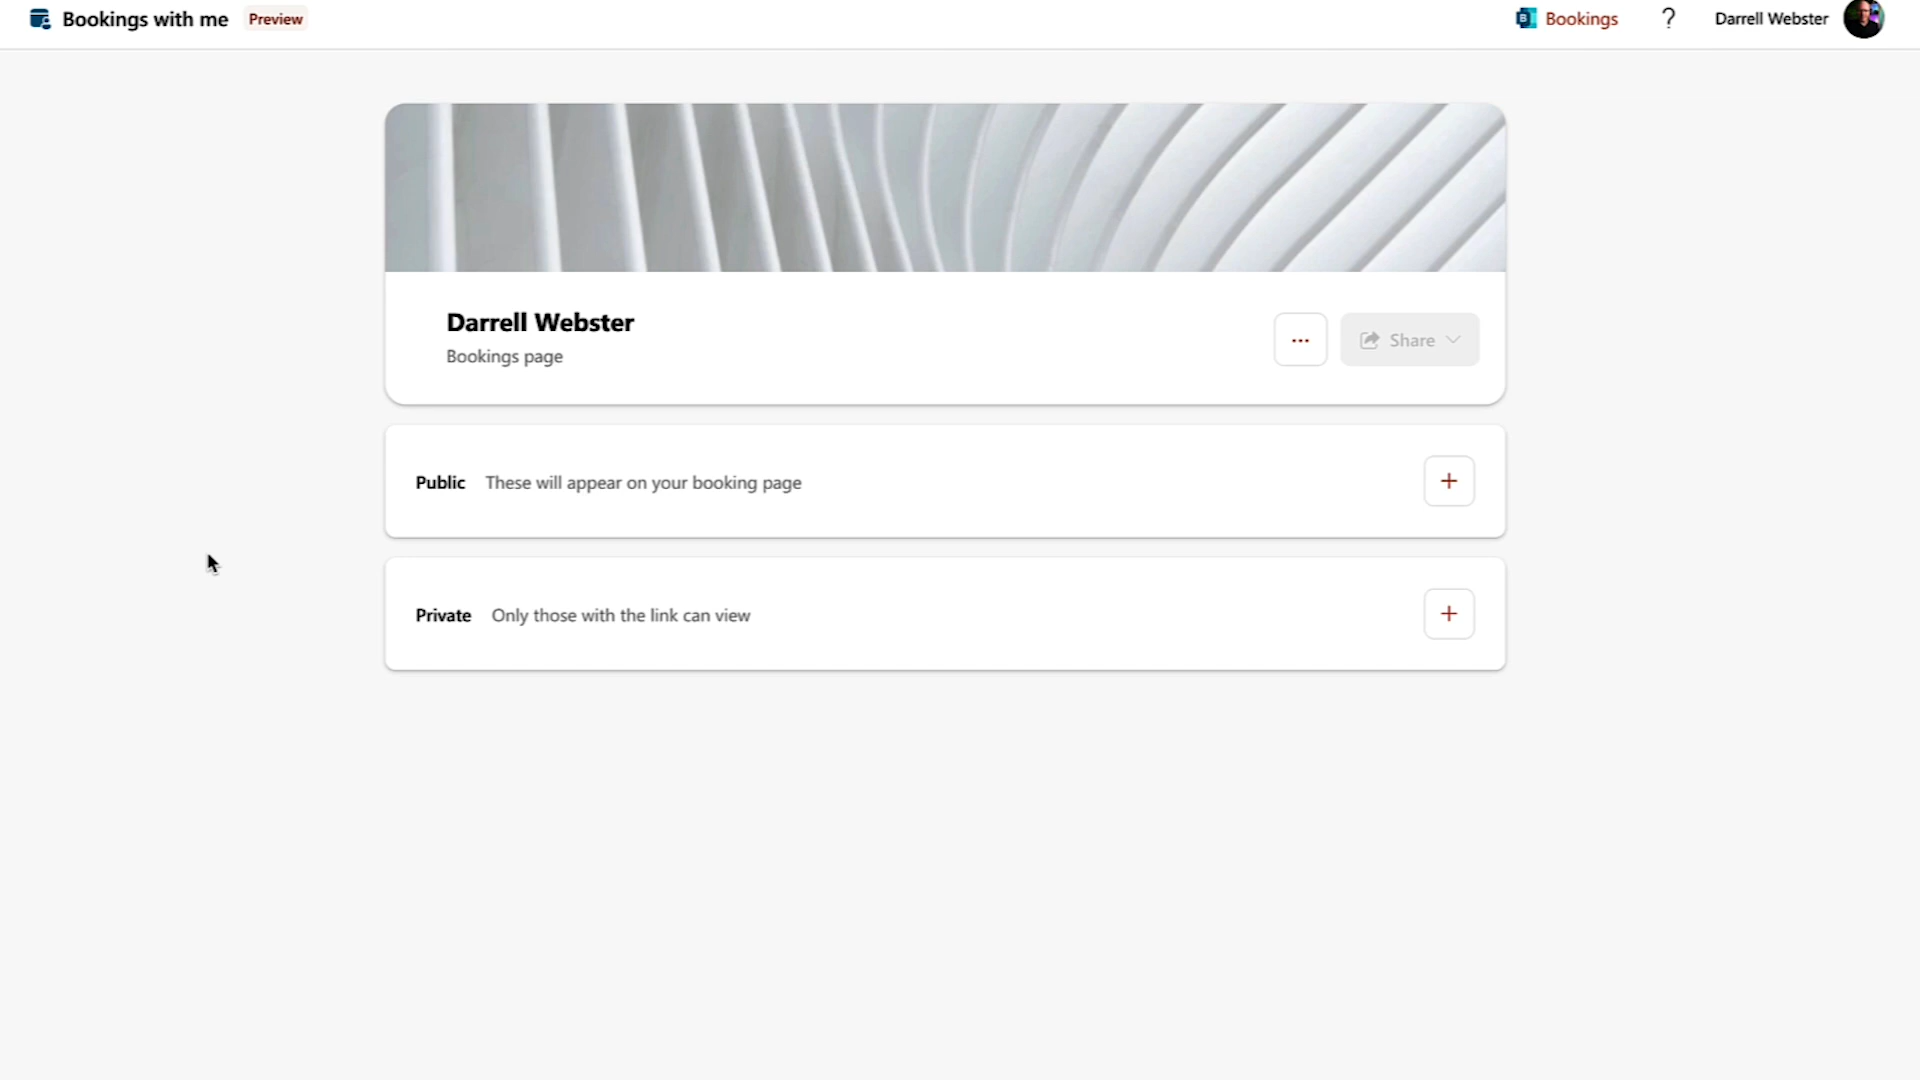 Bookings with me Preview
B Bookings ? Darrell Webster
Darrell Webster
Bookings page
... Share
Public These will appear on your booking page
+
Private Only those with the link can view
+